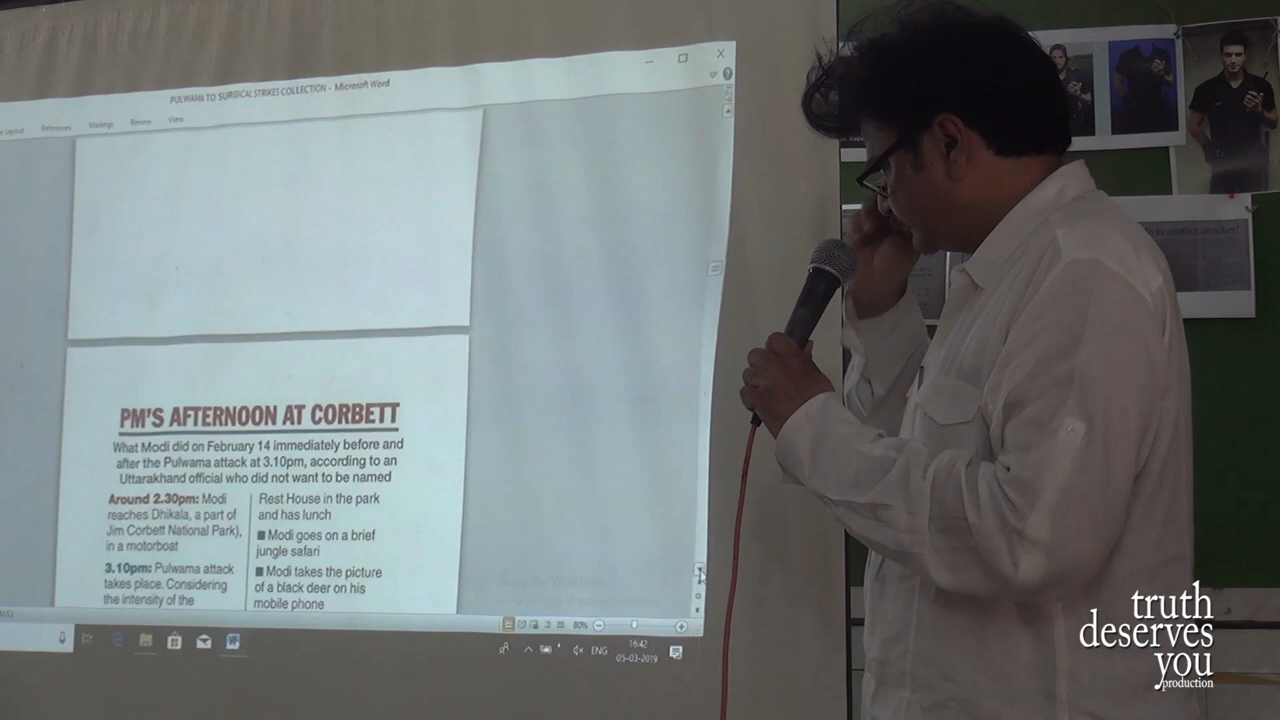 PULWAMA TO SURGICAL STRIKES COLLECTION - Microsoft Word
Layout References Mailings Review View
PM'S AFTERNOON AT CORBETT
What Modi did on February 14 immediately before and
after the Pulwama attack at 3.10pm, according to an
Uttarakhand official who did not want to be named
Around 2.30pm: Modi
reaches Dhikala, a part of
Jim Corbett National Park),
in a motorboat
3.10pm: Pulwama attack
takes place. Considering
the intensity of the
Rest House in the park
and has lunch
■ Modi goes on a brief
jungle safari
■ Modi takes the picture
of a black deer on his
mobile phone
80%
ENG
16:42
05-03-2019
in contact attacker?
truth
deserves
you
production